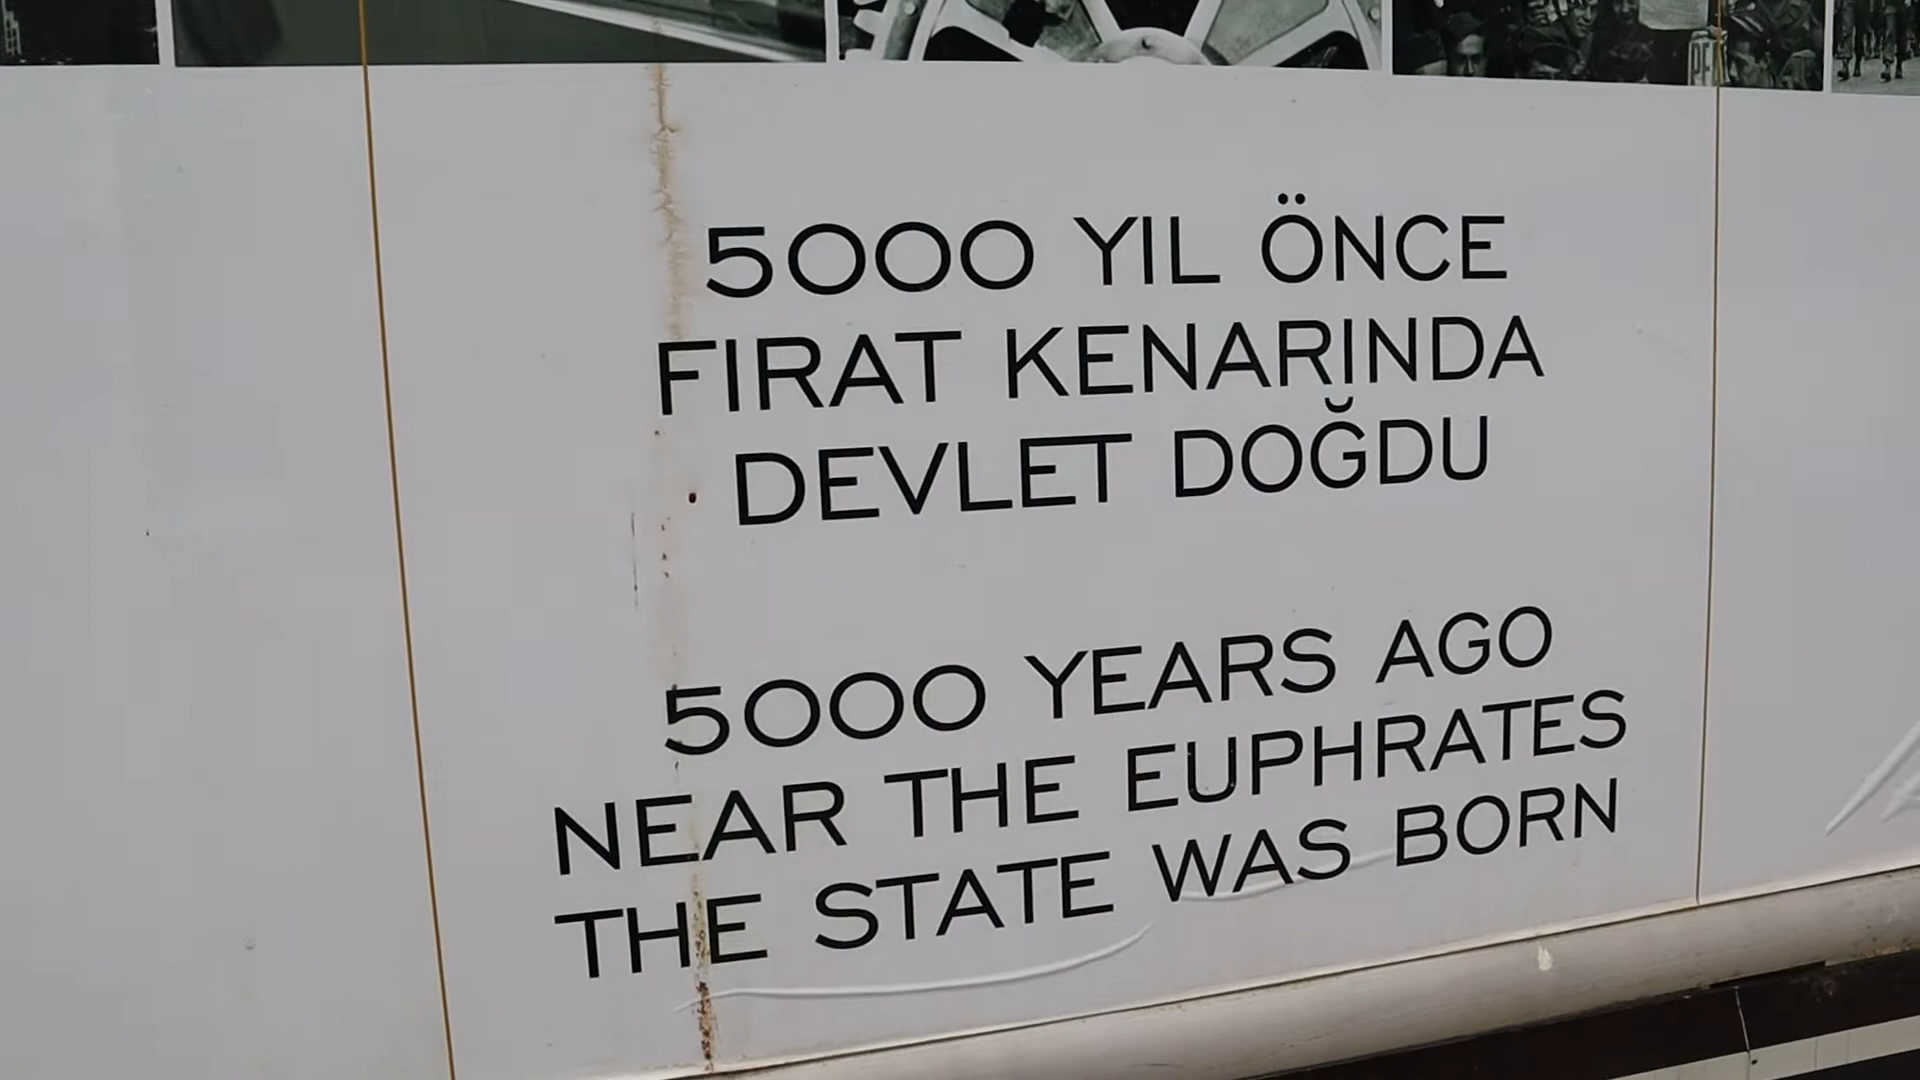 5000 YIL ÖNCE
FIRAT KENARINDA
DEVLET DOĞDU
5000 YEARS AGO
NEAR THE EUPHRATES
THE STATE WAS BORN